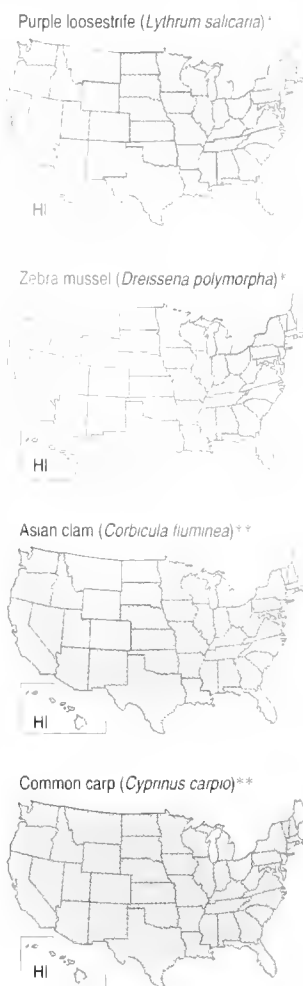 Purple loosestrife (Lythrum salicaria)*
HI
Zebra mussel (Dreissena polymorpha)*
HI
Asian clam (Corbicula fluminea)**
HI
Common carp (Cyprinus carpio)**
HI